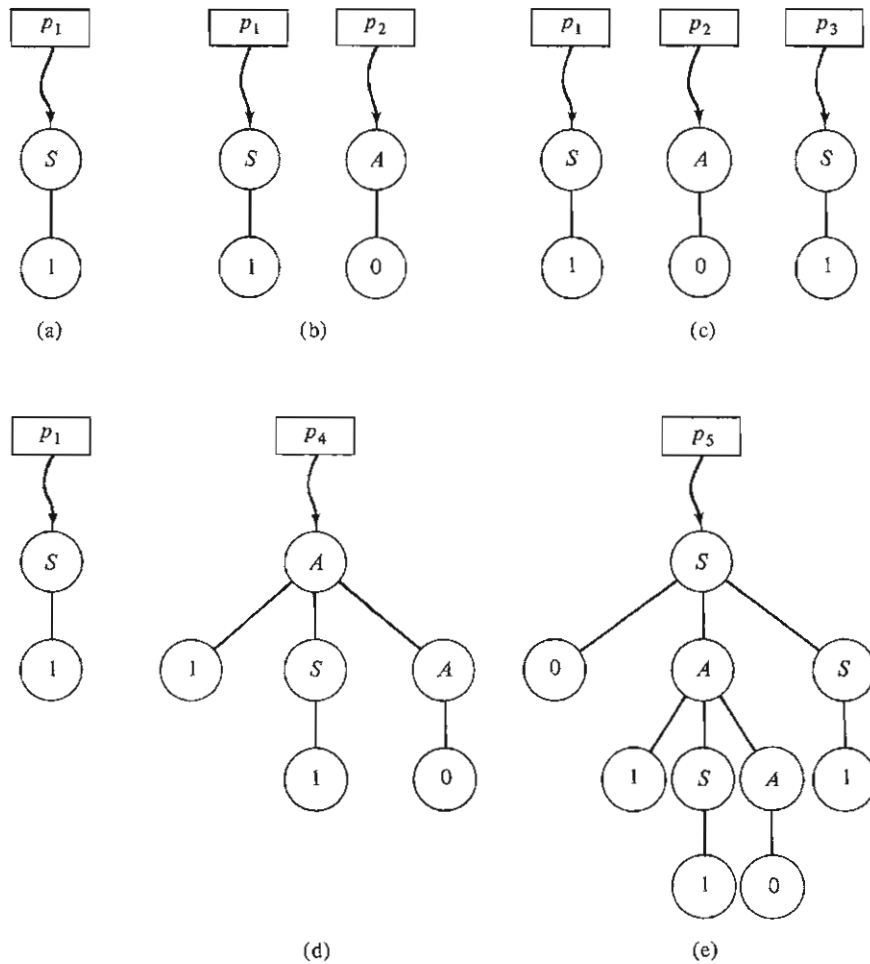 p₁ p₁ p₂ p₁ p₂ p₃
S S A S A S
1 1 0 1 0 1
(a) (b) (c)
p₁ p₄ p₅
S A S
1 1 S A 0 A S
1 0 1 S A 1
1 0
(d) (e)